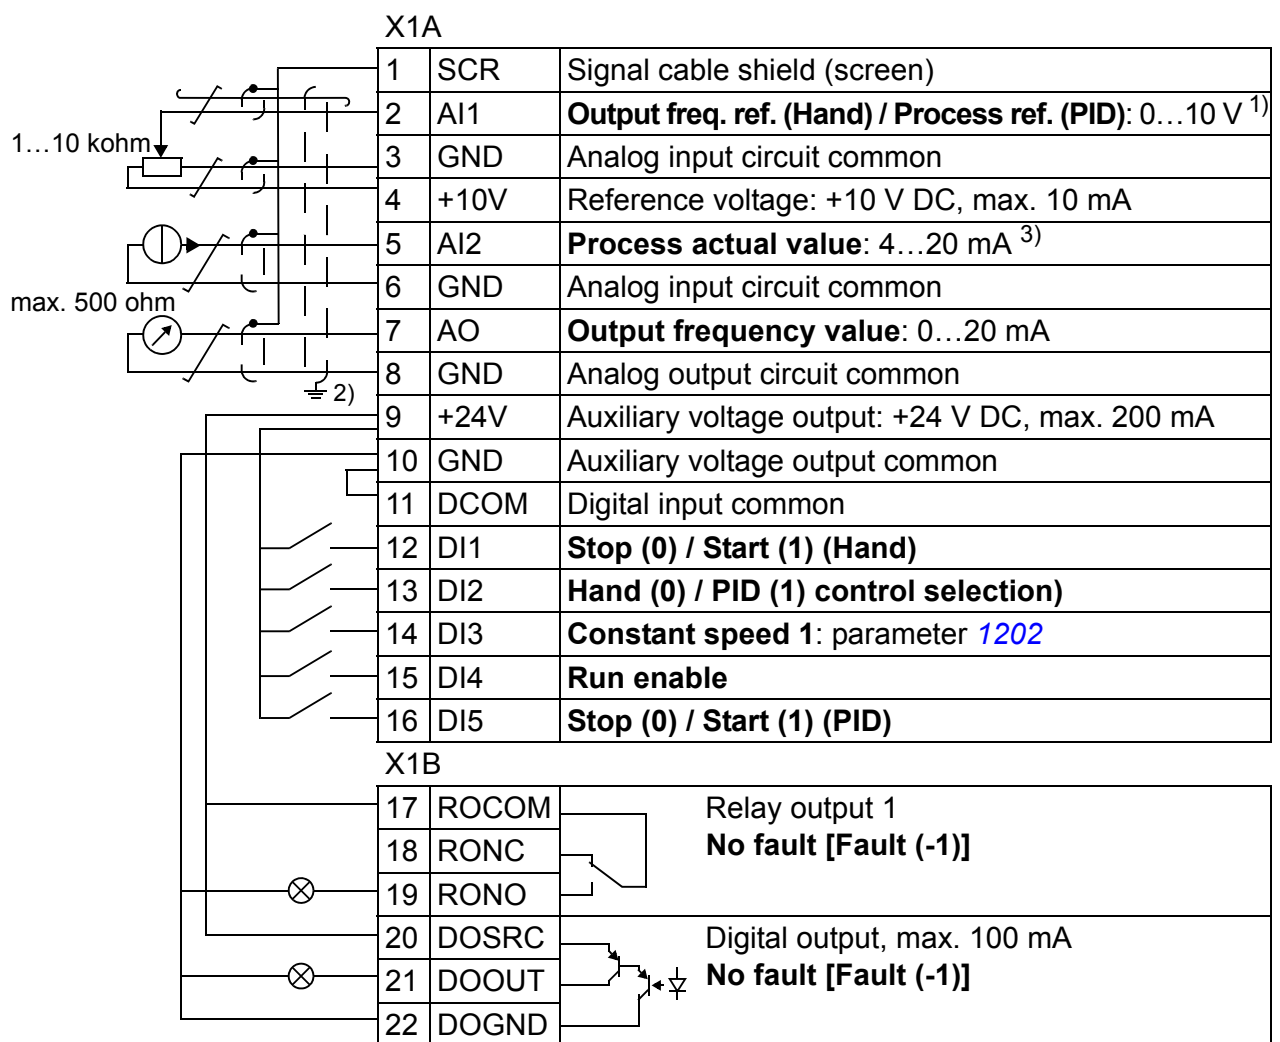 X1A
1 SCR Signal cable shield (screen)
2 AI1 Output freq. ref. (Hand) / Process ref. (PID): 0…10 V 1)
1…10 kohm
3 GND Analog input circuit common
4 +10V Reference voltage: +10 V DC, max. 10 mA
5 AI2 Process actual value: 4…20 mA 3)
6 GND Analog input circuit common
max. 500 ohm
7 AO Output frequency value: 0…20 mA
8 GND Analog output circuit common
2)
9 +24V Auxiliary voltage output: +24 V DC, max. 200 mA
10 GND Auxiliary voltage output common
11 DCOM Digital input common
12 DI1 Stop (0) / Start (1) (Hand)
13 DI2 Hand (0) / PID (1) control selection)
14 DI3 Constant speed 1: parameter 1202
15 DI4 Run enable
16 DI5 Stop (0) / Start (1) (PID)
X1B
17 ROCOM Relay output 1
18 RONC No fault [Fault (-1)]
19 RONO
20 DOSRC Digital output, max. 100 mA
21 DOOUT No fault [Fault (-1)]
22 DOGND